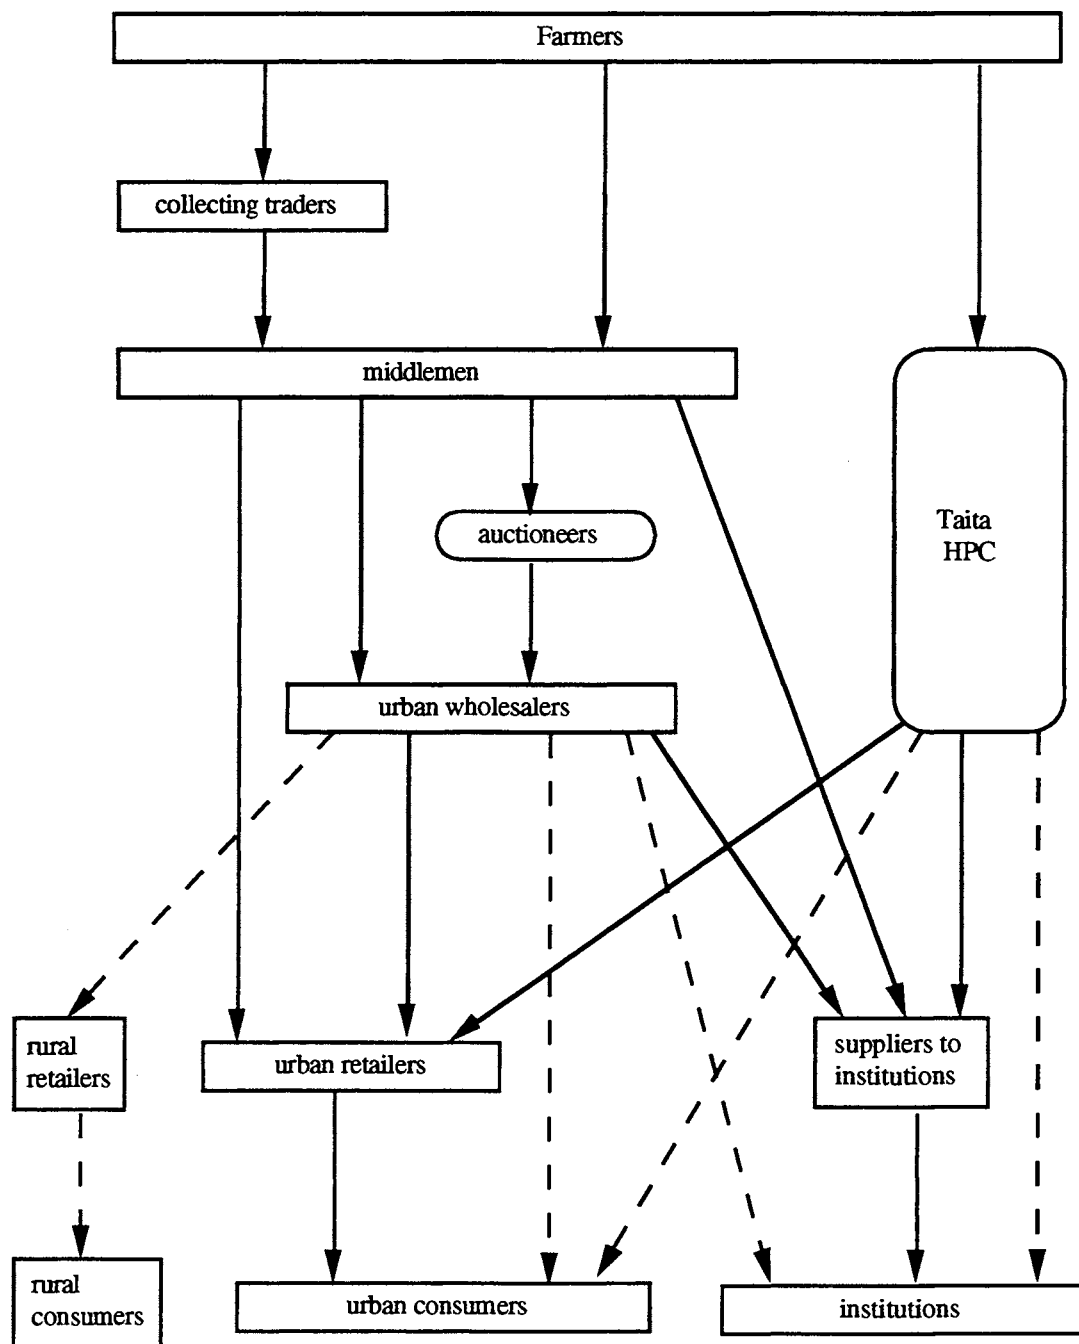 Farmers
collecting traders
middlemen
auctioneers
Taita
HPC
urban wholesalers
rural
retailers
urban retailers
suppliers to
institutions
rural
consumers
urban consumers
institutions